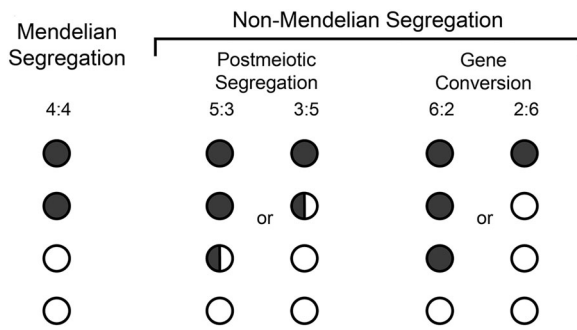 Mendelian
Segregation
Non-Mendelian Segregation
Postmeiotic
Segregation
Gene
Conversion
4:4
5:3
3:5
6:2
2:6
or
or